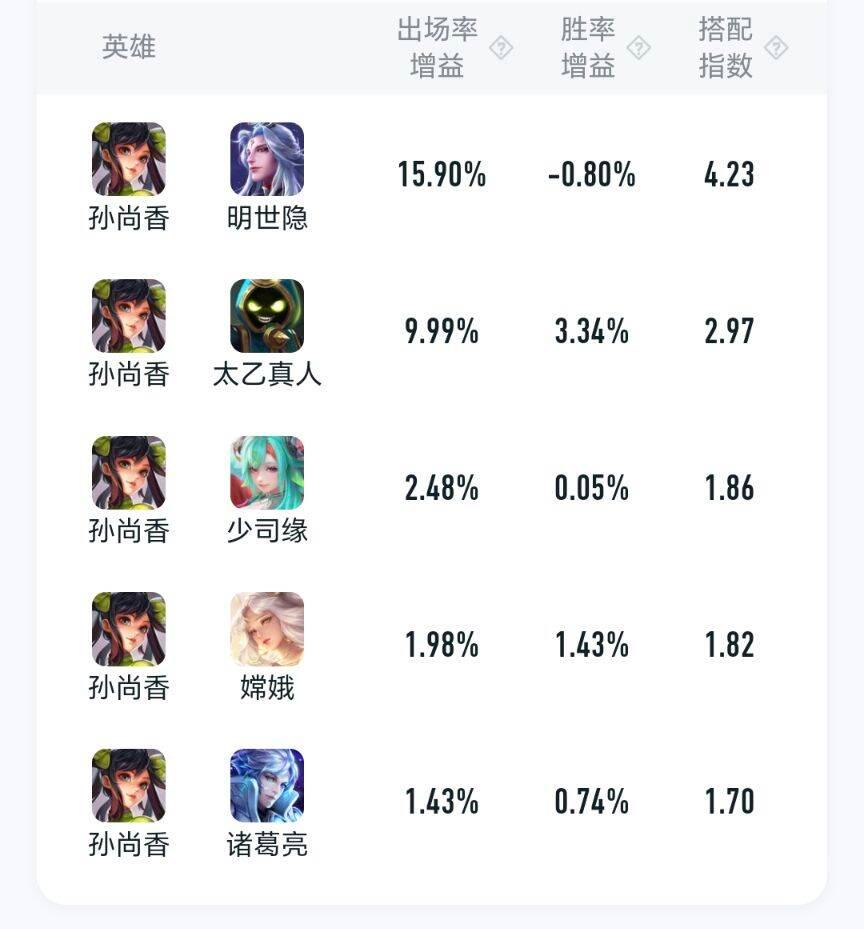 英雄 出场率增益 ? 胜率增益 ? 搭配指数 ?
15.90% -0.80% 4.23
孙尚香 明世隐
9.99% 3.34% 2.97
孙尚香 太乙真人
2.48% 0.05% 1.86
孙尚香 少司缘
1.98% 1.43% 1.82
孙尚香 嫦娥
1.43% 0.74% 1.70
孙尚香 诸葛亮